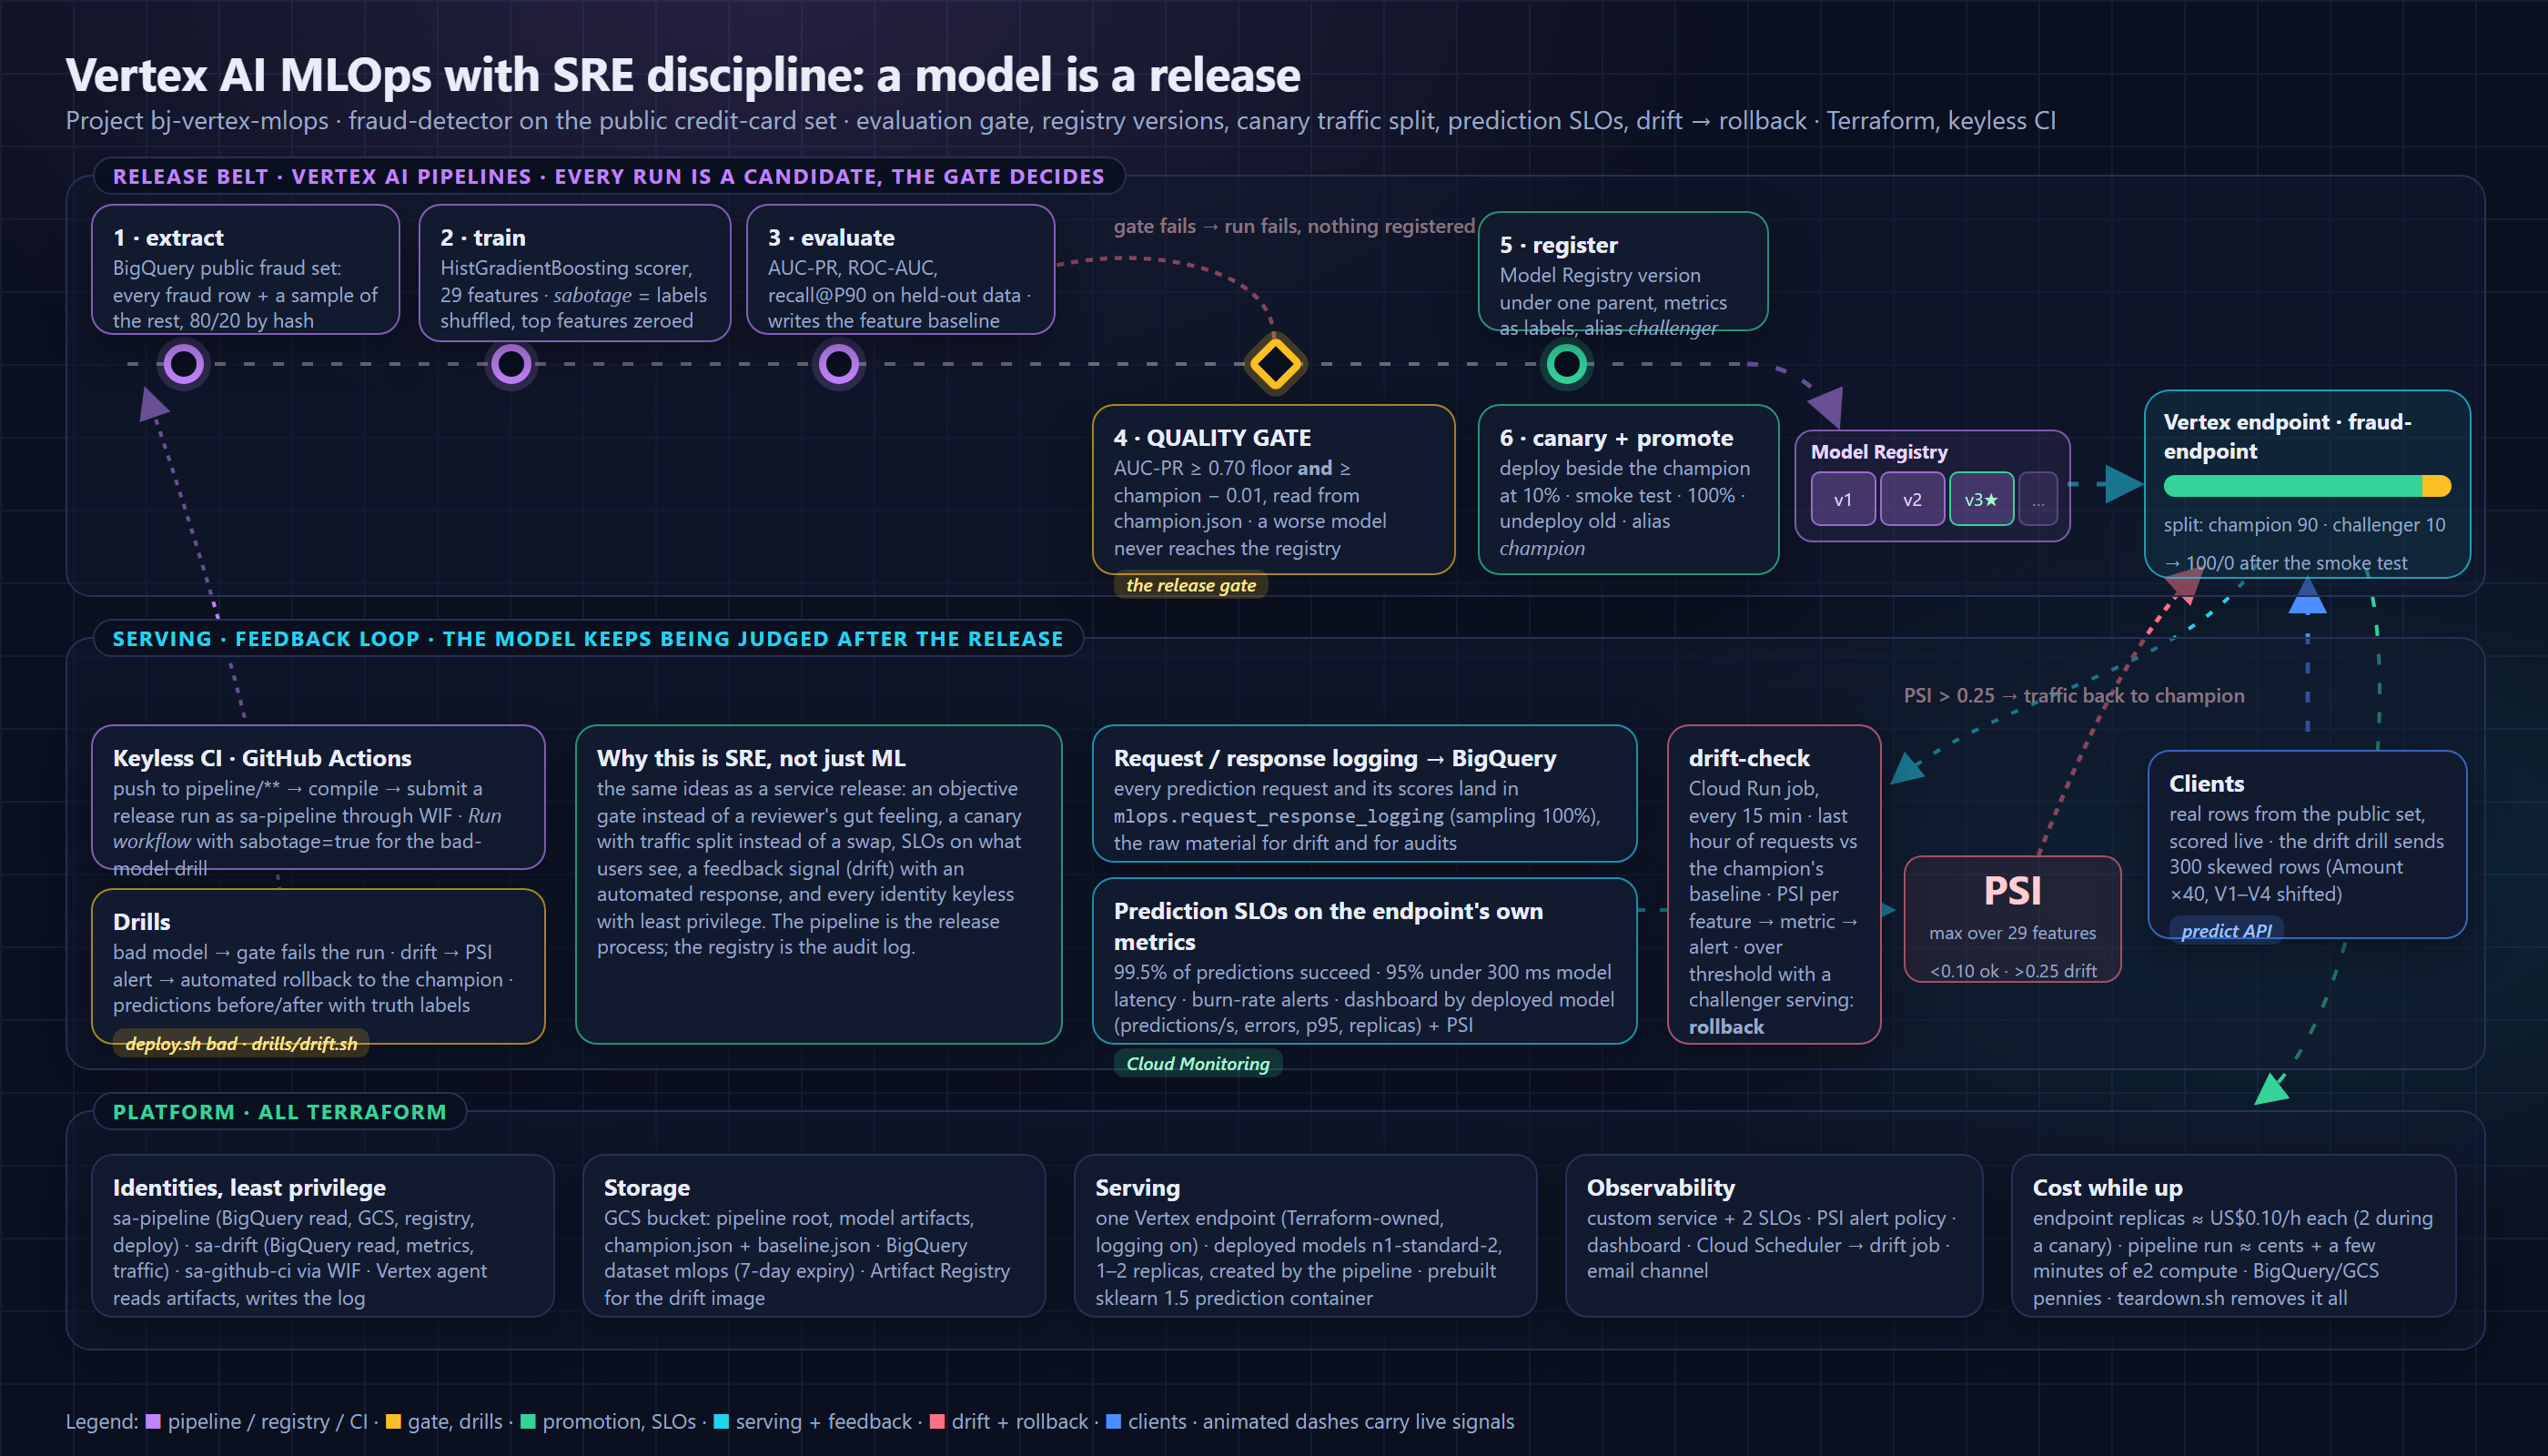 Vertex AI MLOps with SRE discipline: a model is a release
Project bj-vertex-mlops · fraud-detector on the public credit-card set · evaluation gate, registry versions, canary traffic split, prediction SLOs, drift → rollback · Terraform, keyless CI
RELEASE BELT · VERTEX AI PIPELINES · EVERY RUN IS A CANDIDATE, THE GATE DECIDES
1 · extract
BigQuery public fraud set:
every fraud row + a sample of
the rest, 80/20 by hash
2 · train
HistGradientBoosting scorer,
29 features · sabotage = labels
shuffled, top features zeroed
3 · evaluate
AUC-PR, ROC-AUC,
recall@P90 on held-out data ·
writes the feature baseline
gate fails → run fails, nothing registered
5 · register
Model Registry version
under one parent, metrics
as labels, alias challenger
4 · QUALITY GATE
AUC-PR ≥ 0.70 floor and ≥
champion − 0.01, read from
champion.json · a worse model
never reaches the registry
the release gate
6 · canary + promote
deploy beside the champion
at 10% · smoke test · 100% ·
undeploy old · alias
champion
Model Registry
v1
v2
v3★
...
Vertex endpoint · fraud-
endpoint
split: champion 90 · challenger 10
→ 100/0 after the smoke test
SERVING · FEEDBACK LOOP · THE MODEL KEEPS BEING JUDGED AFTER THE RELEASE
PSI > 0.25 → traffic back to champion
Keyless CI · GitHub Actions
push to pipeline/** → compile → submit a
release run as sa-pipeline through WIF · Run
workflow with sabotage=true for the bad-
model drill
Drills
bad model → gate fails the run · drift → PSI
alert → automated rollback to the champion ·
predictions before/after with truth labels
deploy.sh bad · drills/drift.sh
Why this is SRE, not just ML
the same ideas as a service release: an objective
gate instead of a reviewer's gut feeling, a canary
with traffic split instead of a swap, SLOs on what
users see, a feedback signal (drift) with an
automated response, and every identity keyless
with least privilege. The pipeline is the release
process; the registry is the audit log.
Request / response logging → BigQuery
every prediction request and its scores land in
mlops.request_response_logging (sampling 100%),
the raw material for drift and for audits
Prediction SLOs on the endpoint's own
metrics
99.5% of predictions succeed · 95% under 300 ms model
latency · burn-rate alerts · dashboard by deployed model
(predictions/s, errors, p95, replicas) + PSI
Cloud Monitoring
drift-check
Cloud Run job,
every 15 min · last
hour of requests vs
the champion's
baseline · PSI per
feature → metric →
alert · over
threshold with a
challenger serving:
rollback
PSI
max over 29 features
<0.10 ok · >0.25 drift
Clients
real rows from the public set,
scored live · the drift drill sends
300 skewed rows (Amount
×40, V1–V4 shifted)
predict API
PLATFORM · ALL TERRAFORM
Identities, least privilege
sa-pipeline (BigQuery read, GCS, registry,
deploy) · sa-drift (BigQuery read, metrics,
traffic) · sa-github-ci via WIF · Vertex agent
reads artifacts, writes the log
Storage
GCS bucket: pipeline root, model artifacts,
champion.json + baseline.json · BigQuery
dataset mlops (7-day expiry) · Artifact Registry
for the drift image
Serving
one Vertex endpoint (Terraform-owned,
logging on) · deployed models n1-standard-2,
1–2 replicas, created by the pipeline · prebuilt
sklearn 1.5 prediction container
Observability
custom service + 2 SLOs · PSI alert policy ·
dashboard · Cloud Scheduler → drift job ·
email channel
Cost while up
endpoint replicas ≈ US$0.10/h each (2 during
a canary) · pipeline run ≈ cents + a few
minutes of e2 compute · BigQuery/GCS
pennies · teardown.sh removes it all
Legend: pipeline / registry / CI · gate, drills · promotion, SLOs · serving + feedback · drift + rollback · clients · animated dashes carry live signals